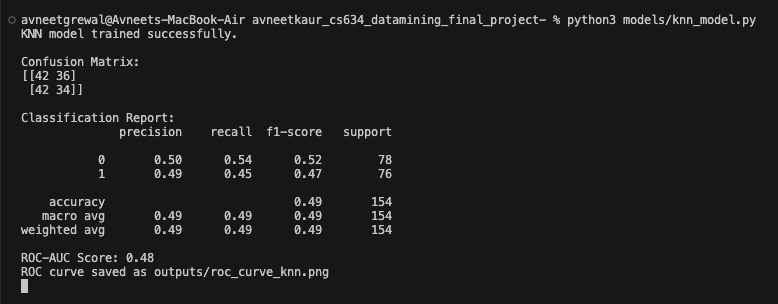 avneetgrewal@Avneets-MacBook-Air avneetkaur_cs634_datamining_final_project- % python3 models/knn_model.py
KNN model trained successfully.
Confusion Matrix:
[[42 36]
 [42 34]]
Classification Report:
              precision    recall  f1-score   support
           0       0.50      0.54      0.52        78
           1       0.49      0.45      0.47        76
    accuracy                           0.49       154
   macro avg       0.49      0.49      0.49       154
weighted avg       0.49      0.49      0.49       154
ROC-AUC Score: 0.48
ROC curve saved as outputs/roc_curve_knn.png